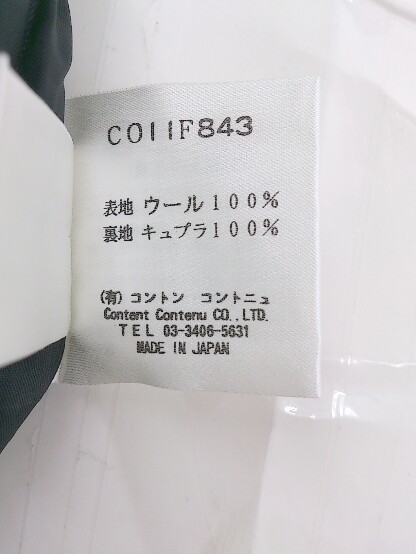 C011F843
表地 ウール100%
裏地 キュプラ100%
(有) コントン コントニュ
Content Contenu CO., LTD.
TEL 03-3406-5631
MADE IN JAPAN